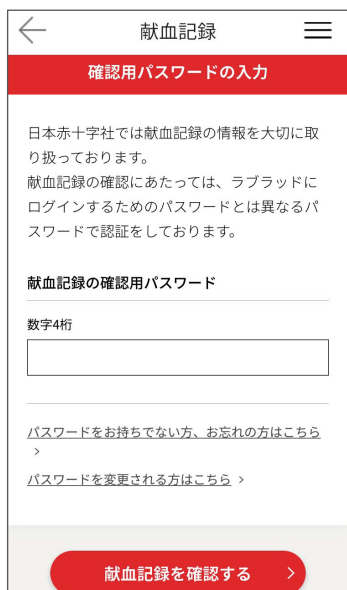 献血記録
確認用パスワードの入力
日本赤十字社では献血記録の情報を大切に取
り扱っております。
献血記録の確認にあたっては、ラブラッドに
ログインするためのパスワードとは異なるパ
スワードで認証をしております。
献血記録の確認用パスワード
数字4桁
パスワードをお持ちでない方、お忘れの方はこちら
>
パスワードを変更される方はこちら >
献血記録を確認する >